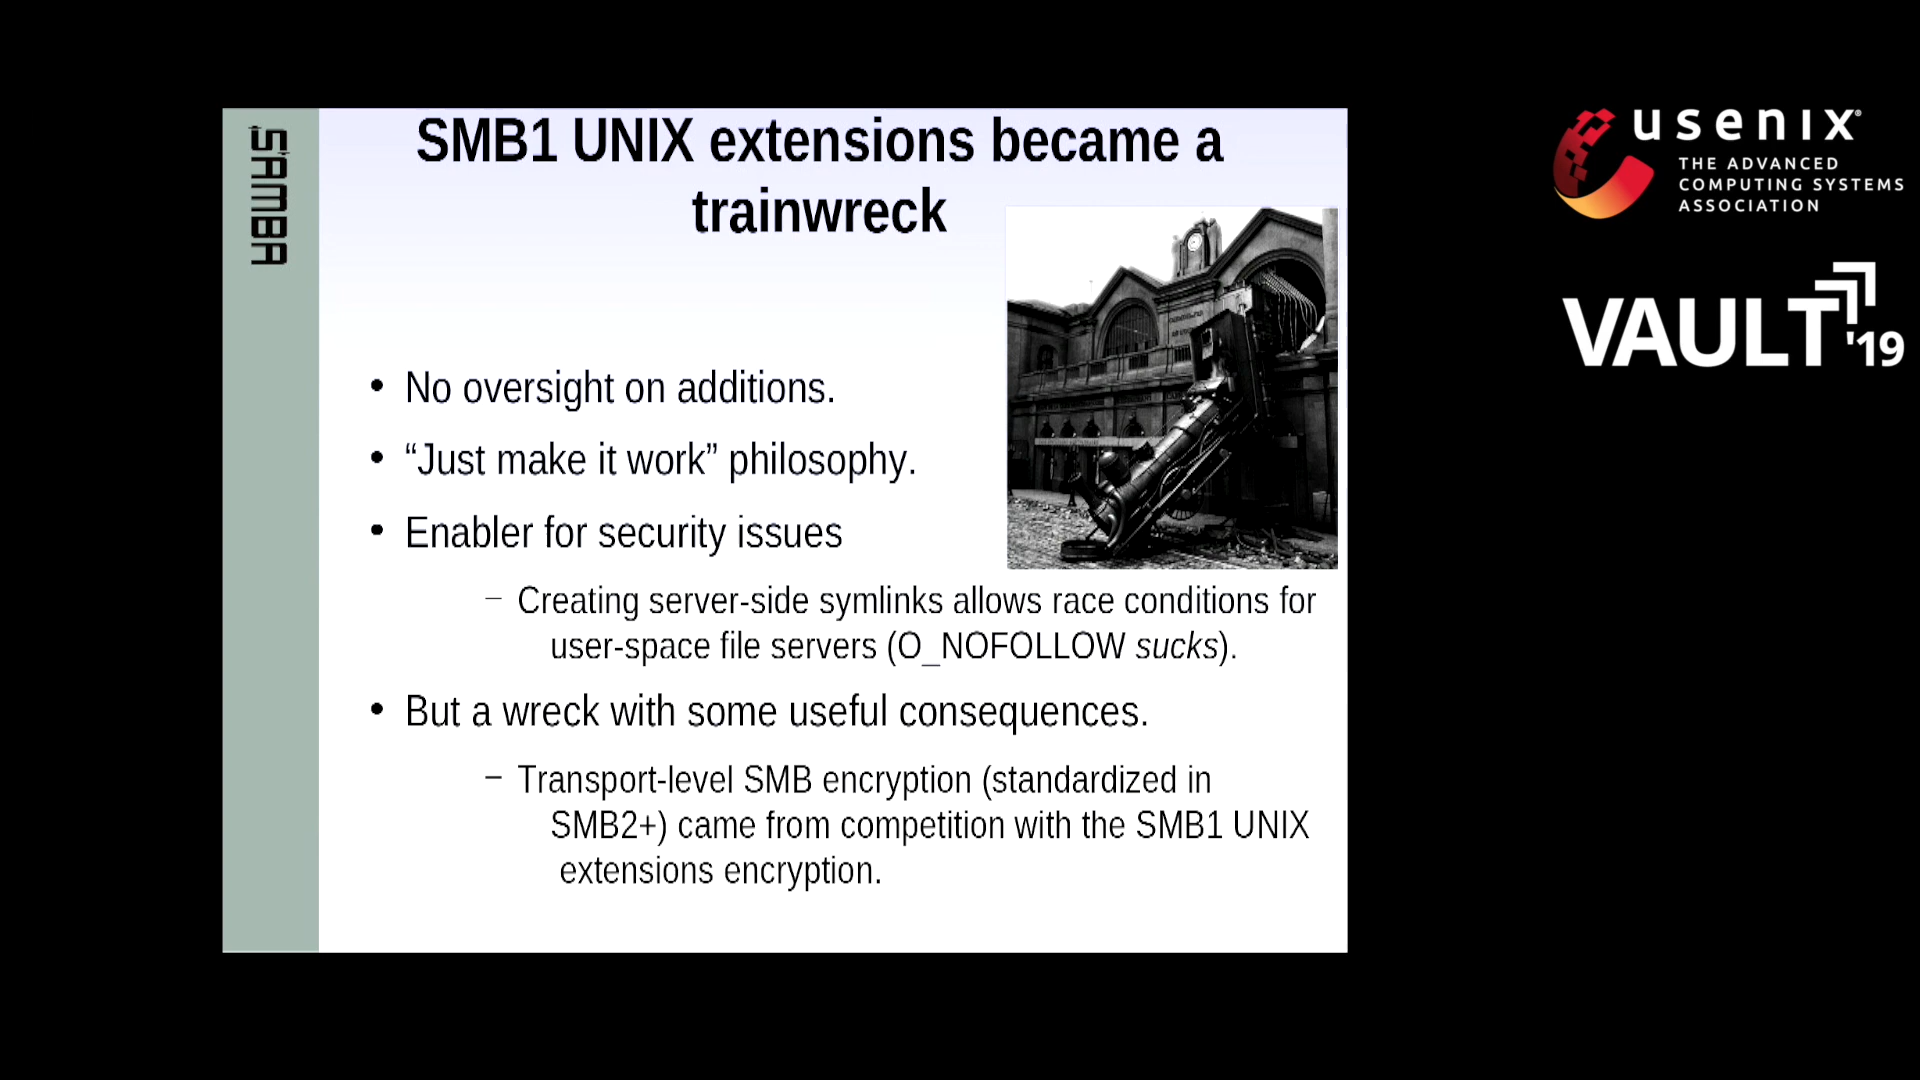 SAMBA
SMB1 UNIX extensions became a
trainwreck
• No oversight on additions.
• “Just make it work” philosophy.
• Enabler for security issues
– Creating server-side symlinks allows race conditions for
user-space file servers (O_NOFOLLOW sucks).
• But a wreck with some useful consequences.
– Transport-level SMB encryption (standardized in
SMB2+) came from competition with the SMB1 UNIX
extensions encryption.
usenix®
THE ADVANCED
COMPUTING SYSTEMS
ASSOCIATION
VAULT '19